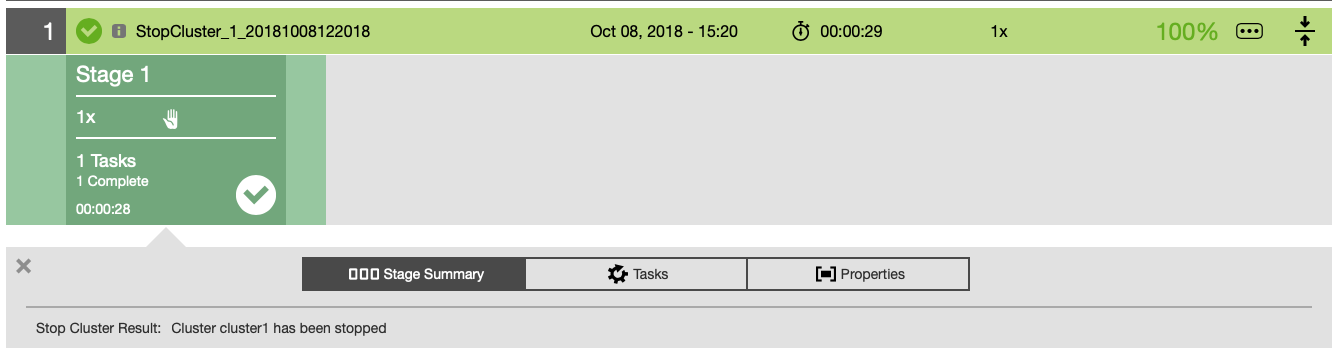 1 StopCluster_1_20181008122018 Oct 08, 2018 - 15:20 00:00:29 1x 100%
Stage 1
1x
1 Tasks
1 Complete
00:00:28
Stage Summary Tasks Properties
Stop Cluster Result: Cluster cluster1 has been stopped